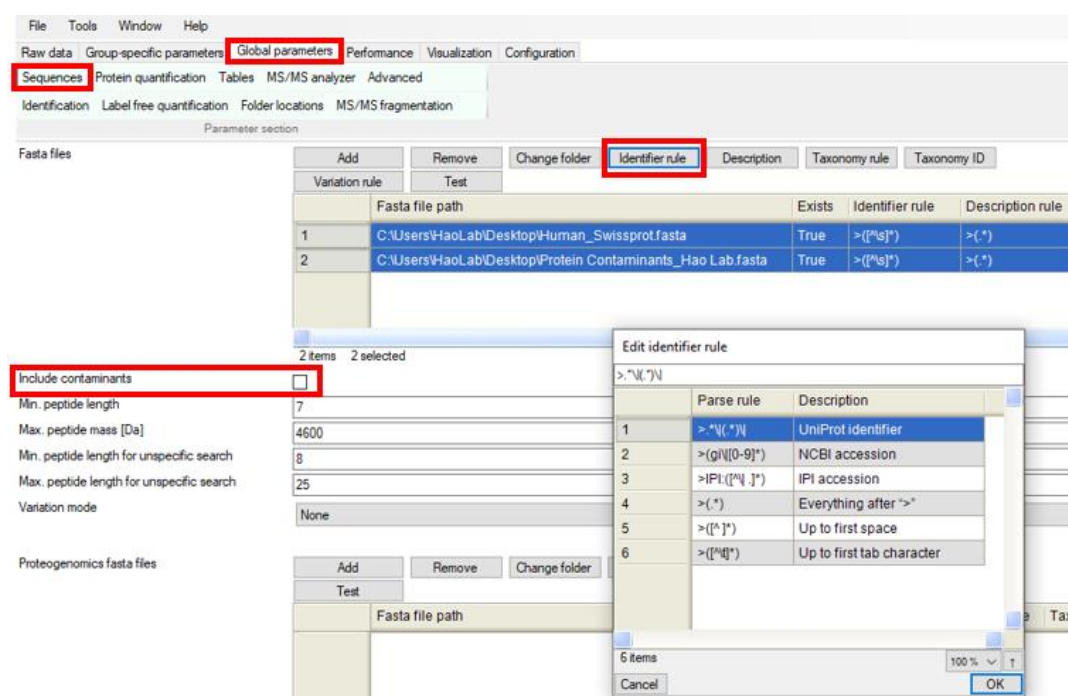 File Tools Window Help
Raw data Group-specific parameters Global parameters Performance Visualization Configuration
Sequences Protein quantification Tables MS/MS analyzer Advanced
Identification Label free quantification Folder locations MS/MS fragmentation
Parameter section
Fasta files
Add Remove Change folder Identifier rule Description Taxonomy rule Taxonomy ID
Variation rule Test
Fasta file path Exists Identifier rule Description rule
1 C:\Users\HaoLab\Desktop\Human_Swissprot.fasta True >([^\s]*) >(.*)
2 C:\Users\HaoLab\Desktop\Protein Contaminants_Hao Lab.fasta True >([^\s]*) >(.*)
2 items 2 selected
Include contaminants
Min. peptide length 7
Max. peptide mass [Da] 4600
Min. peptide length for unspecific search 8
Max. peptide length for unspecific search 25
Variation mode None
Edit identifier rule
>.*\|(.*)\|
Parse rule Description
1 >.*\|(.*)\| UniProt identifier
2 >(gi\|[0-9]*) NCBI accession
3 >IPI:([^\| .]*) IPI accession
4 >(.*) Everything after ">"
5 >([^ ]*) Up to first space
6 >([^\t]*) Up to first tab character
6 items 100 %
Cancel OK
Proteogenomics fasta files
Add Remove Change folder
Test
Fasta file path